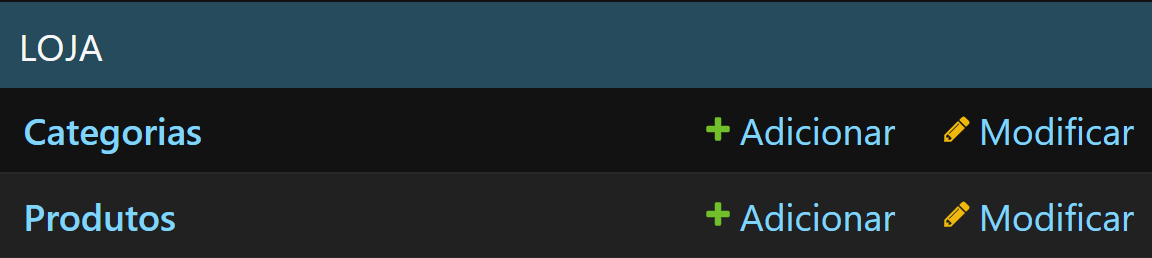 LOJA
Categorias Adicionar Modificar
Produtos Adicionar Modificar